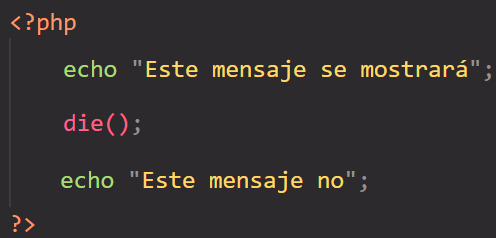 <?php
echo "Este mensaje se mostrará";
die();
echo "Este mensaje no";
?>